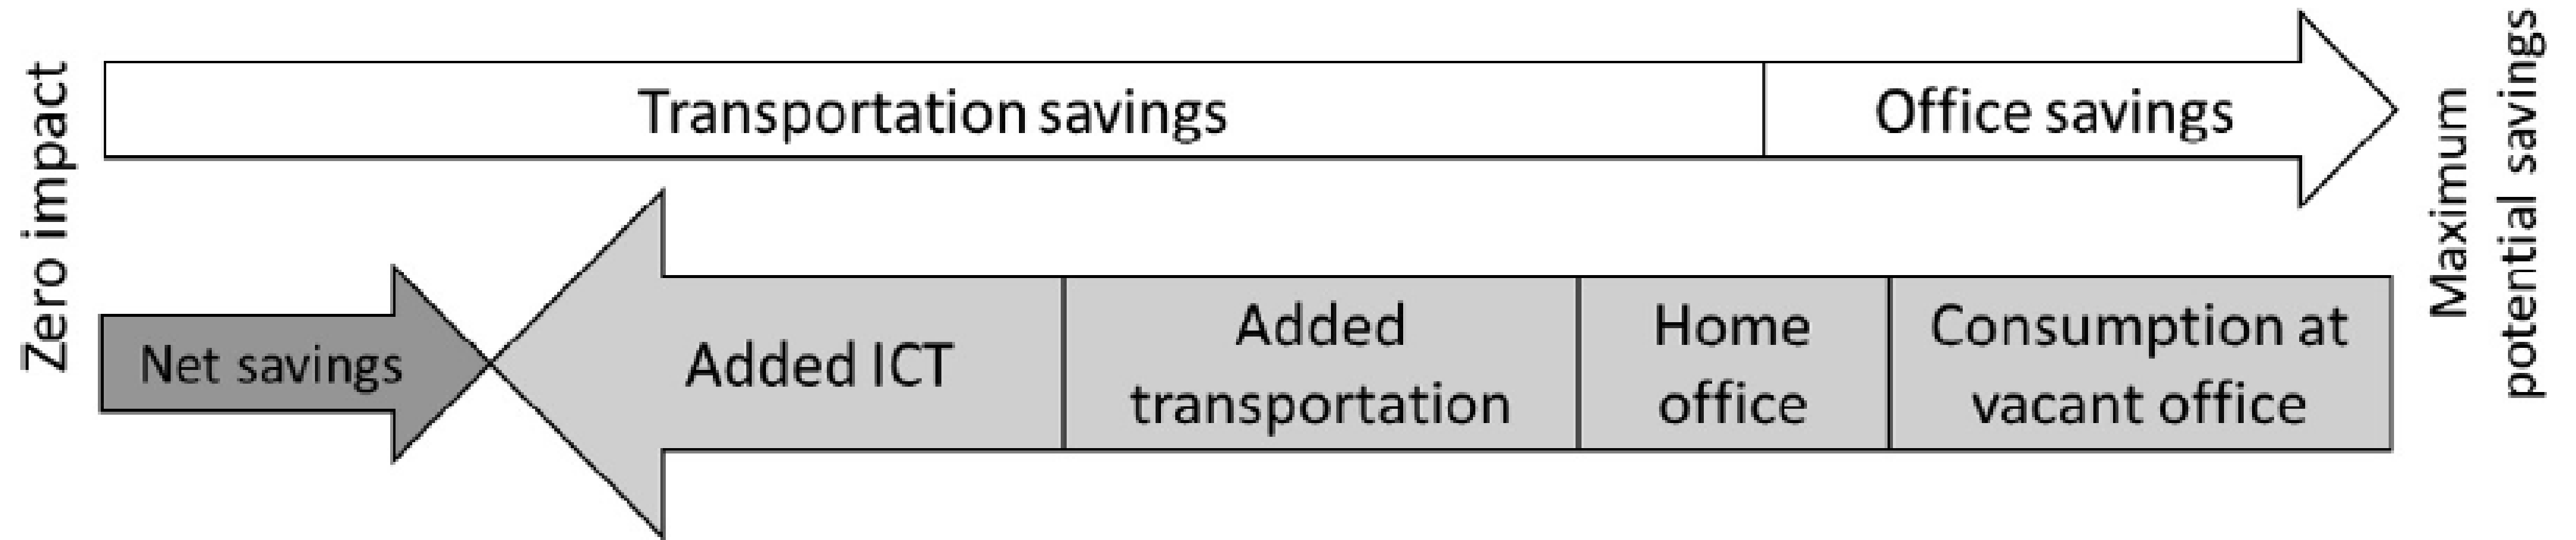 Zero impact
Transportation savings
Office savings
Maximum
potential savings
Net savings
Added ICT
Added
transportation
Home
office
Consumption at
vacant office